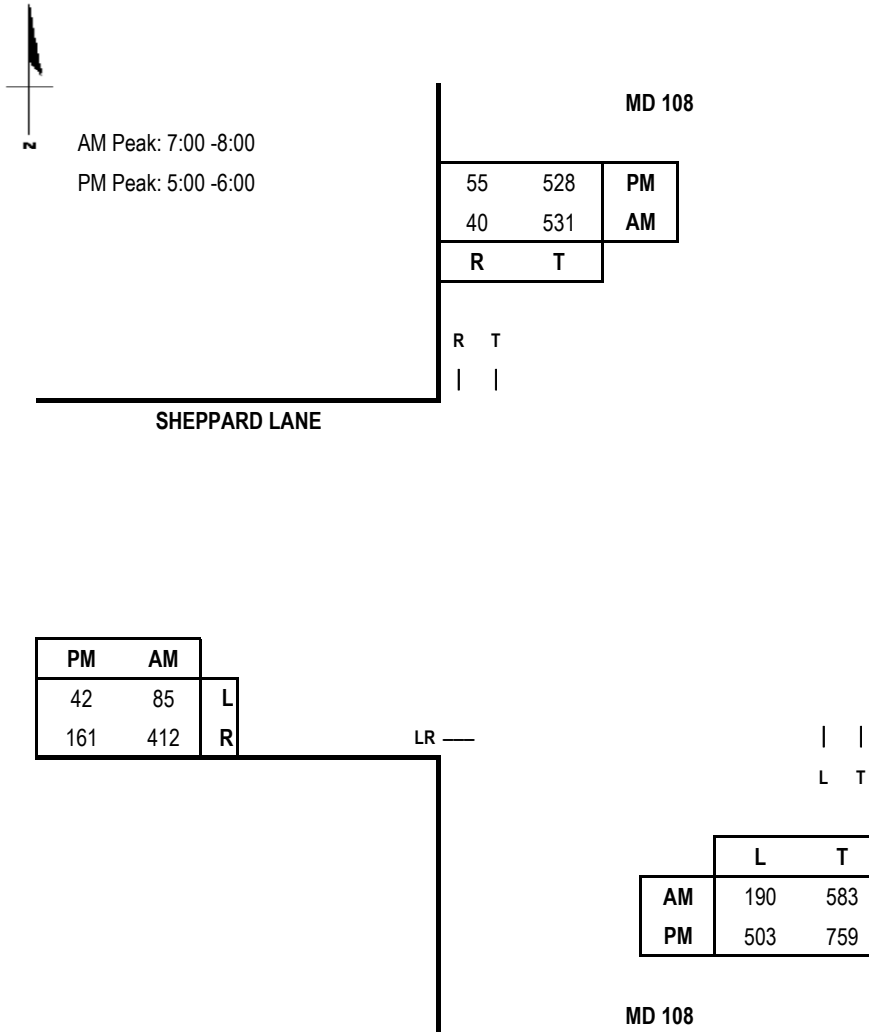 MD 108
N
AM Peak: 7:00 -8:00
PM Peak: 5:00 -6:00
55 528 PM
40 531 AM
R T
R T
SHEPPARD LANE
PM AM
42 85 L
161 412 R
LR
L T
L T
AM 190 583
PM 503 759
MD 108